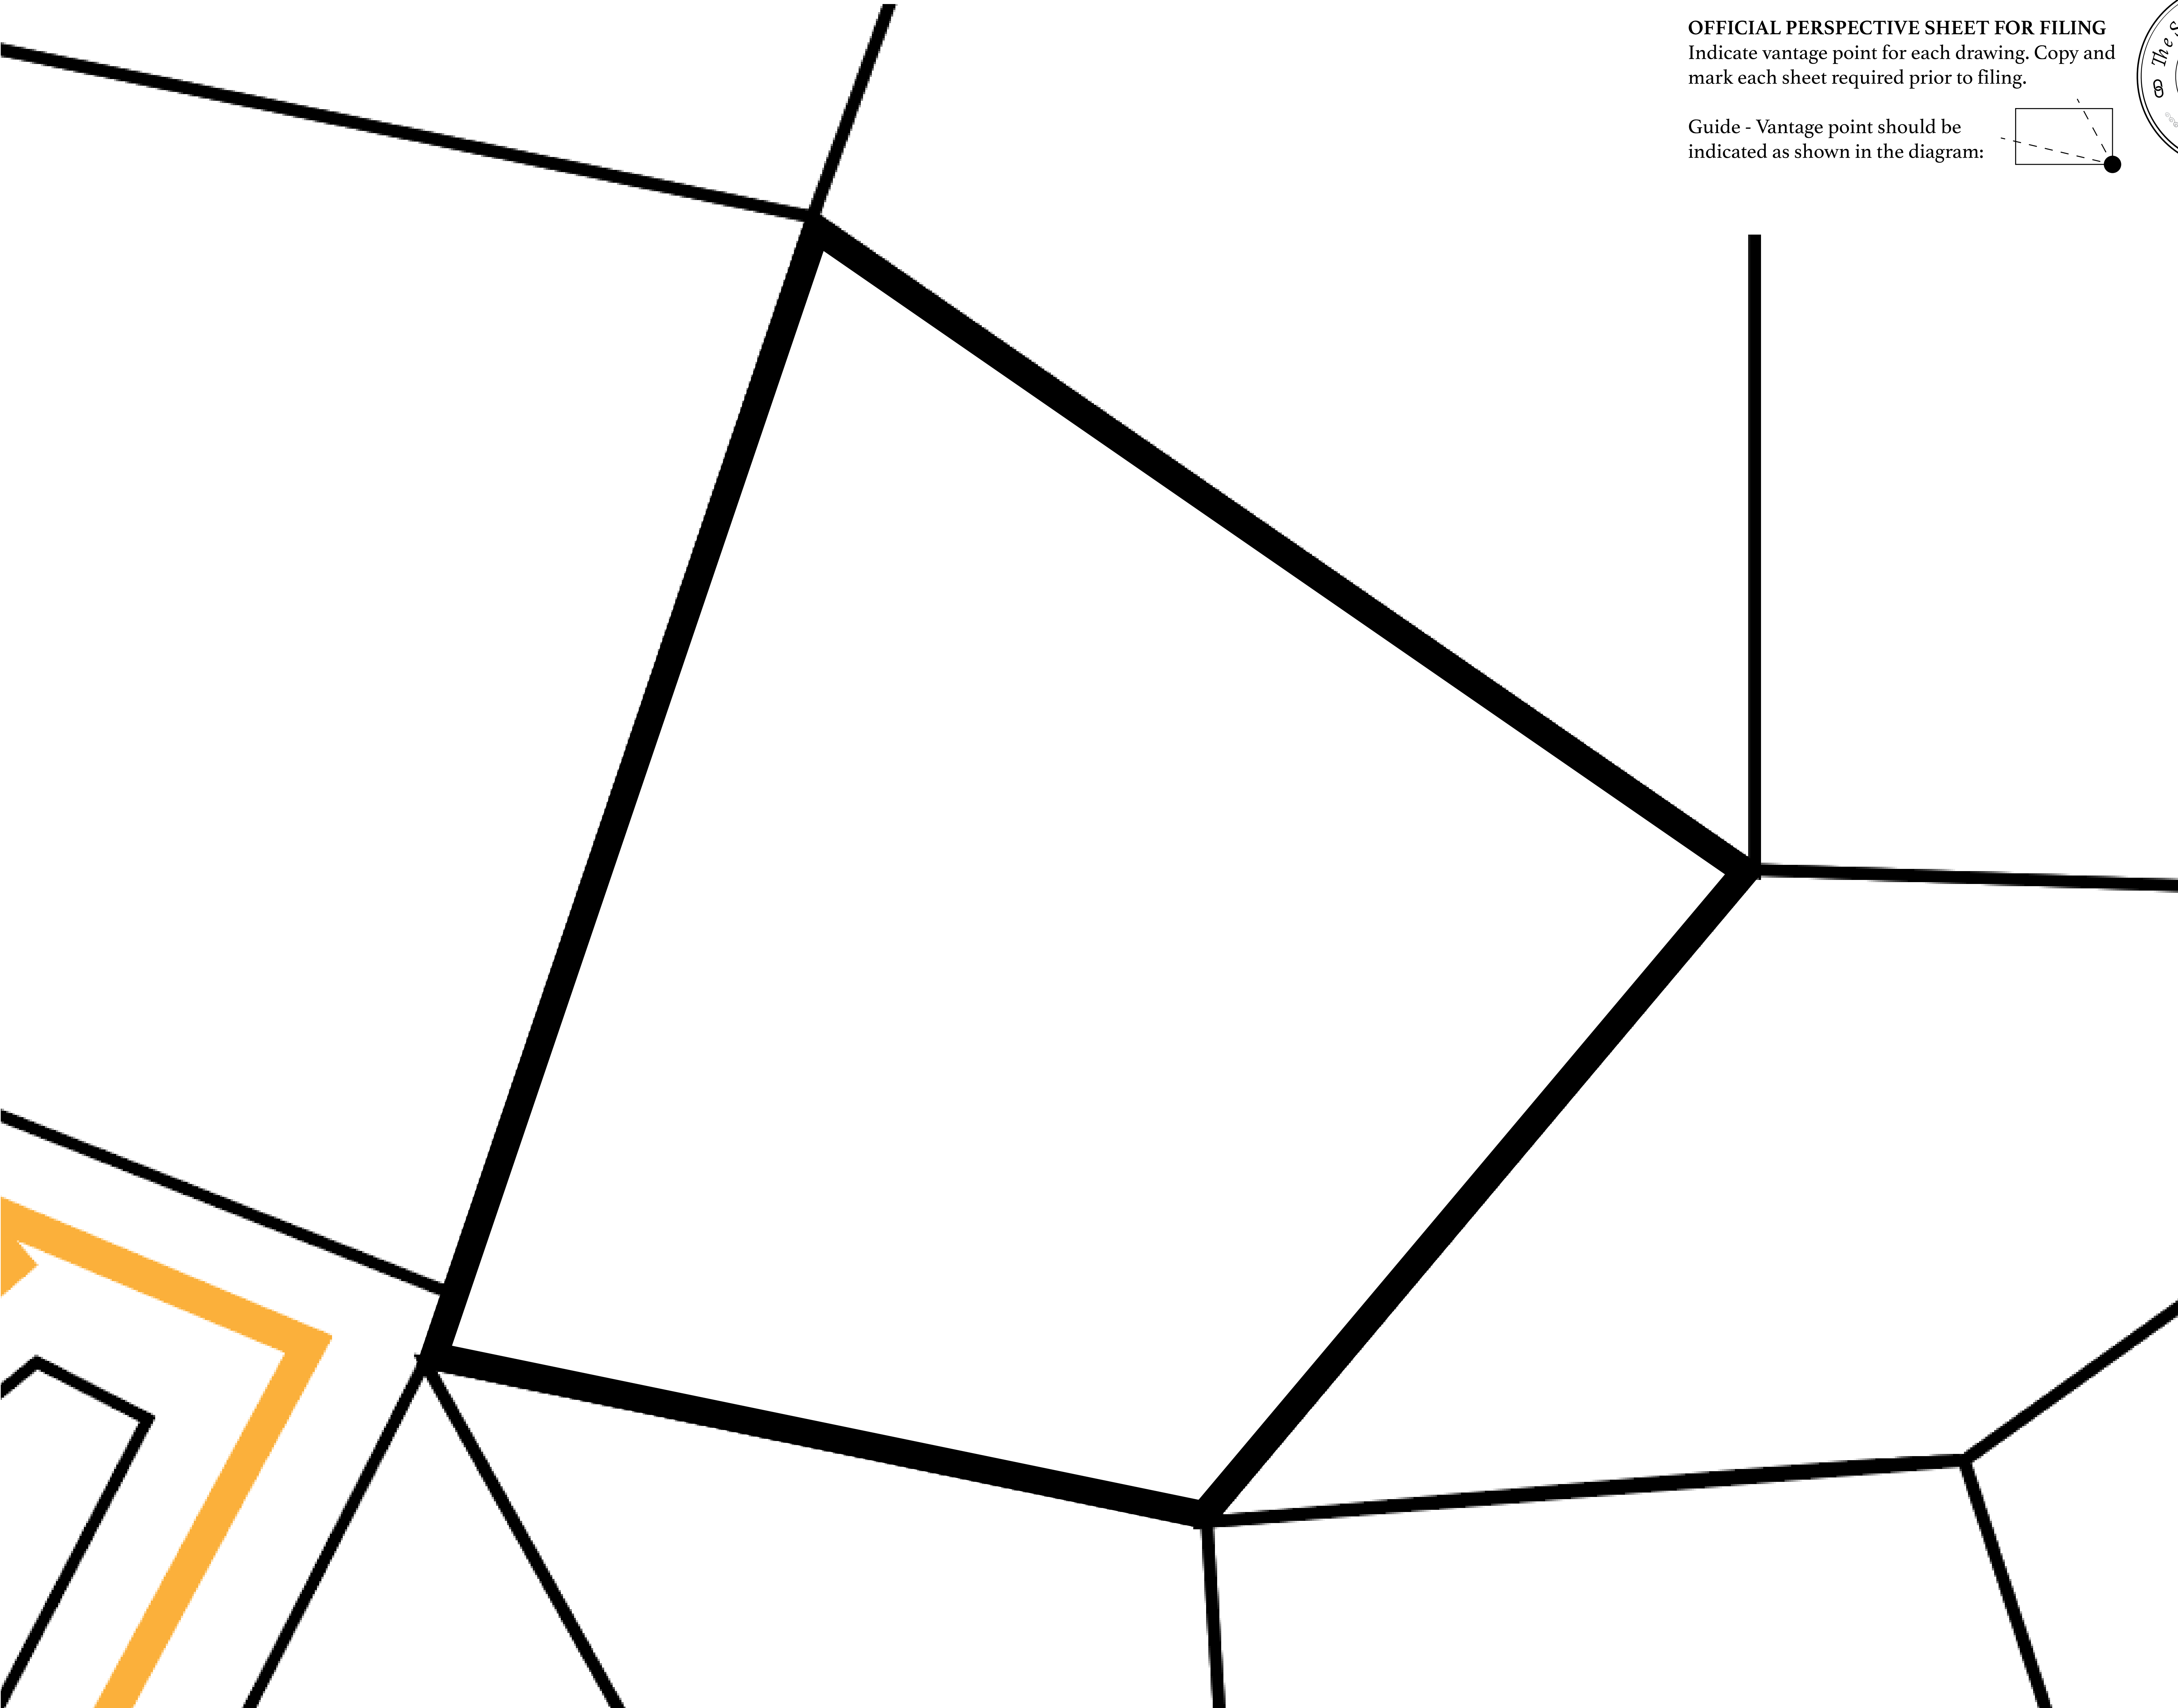 OFFICIAL PERSPECTIVE SHEET FOR FILING
Indicate vantage point for each drawing. Copy and
mark each sheet required prior to filing.
Guide - Vantage point should be
indicated as shown in the diagram:
The